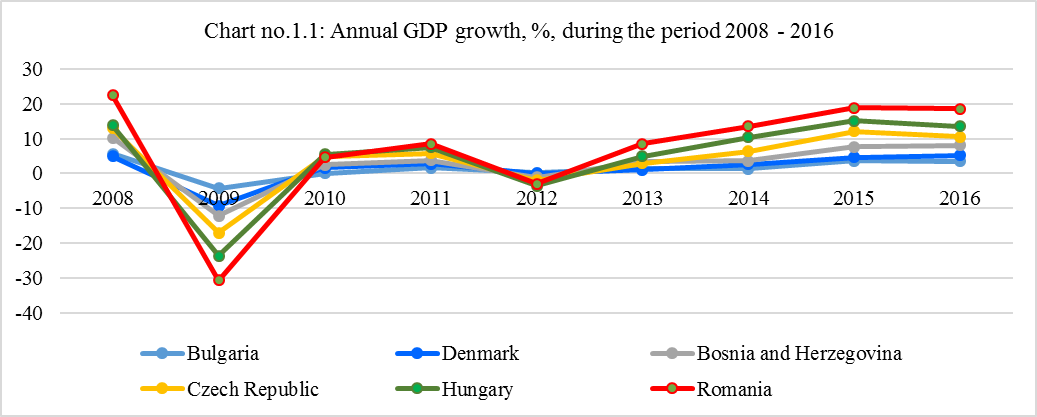 Chart no.1.1: Annual GDP growth, %, during the period 2008 - 2016
30
20
10
0
2008 2009 2010 2011 2012 2013 2014 2015 2016
-10
-20
-30
-40
Bulgaria Denmark Bosnia and Herzegovina
Czech Republic Hungary Romania